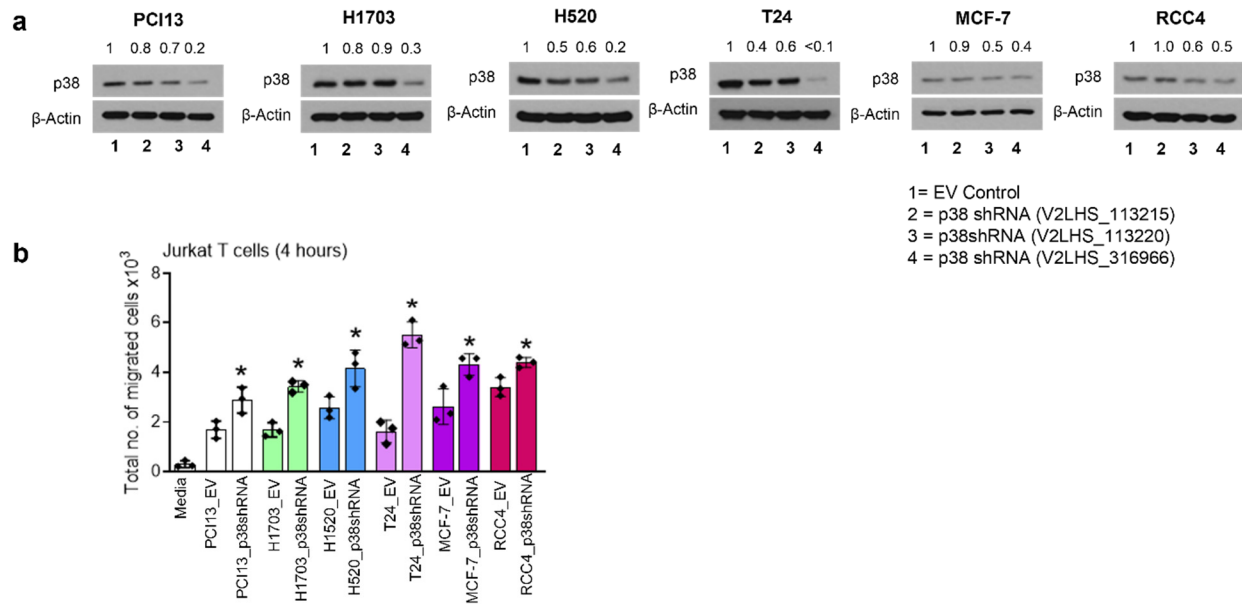 a
PCI13 H1703 H520 T24 MCF-7 RCC4
1 0.8 0.7 0.2 1 0.8 0.9 0.3 1 0.5 0.6 0.2 1 0.4 0.6 <0.1 1 0.9 0.5 0.4 1 1.0 0.6 0.5
p38 p38 p38 p38 p38 p38
β-Actin β-Actin β-Actin β-Actin β-Actin β-Actin
1 2 3 4 1 2 3 4 1 2 3 4 1 2 3 4 1 2 3 4 1 2 3 4
1= EV Control
2 = p38 shRNA (V2LHS_113215)
3 = p38shRNA (V2LHS_113220)
4 = p38 shRNA (V2LHS_316966)
b
Jurkat T cells (4 hours)
Total no. of migrated cells x10³
8
6
4
2
0
* * * * * *
Media
PCI13_EV
PCI13_p38shRNA
H1703_EV
H1703_p38shRNA
H1520_EV
H520_p38shRNA
T24_EV
T24_p38shRNA
MCF-7_EV
MCF-7_p38shRNA
RCC4_EV
RCC4_p38shRNA